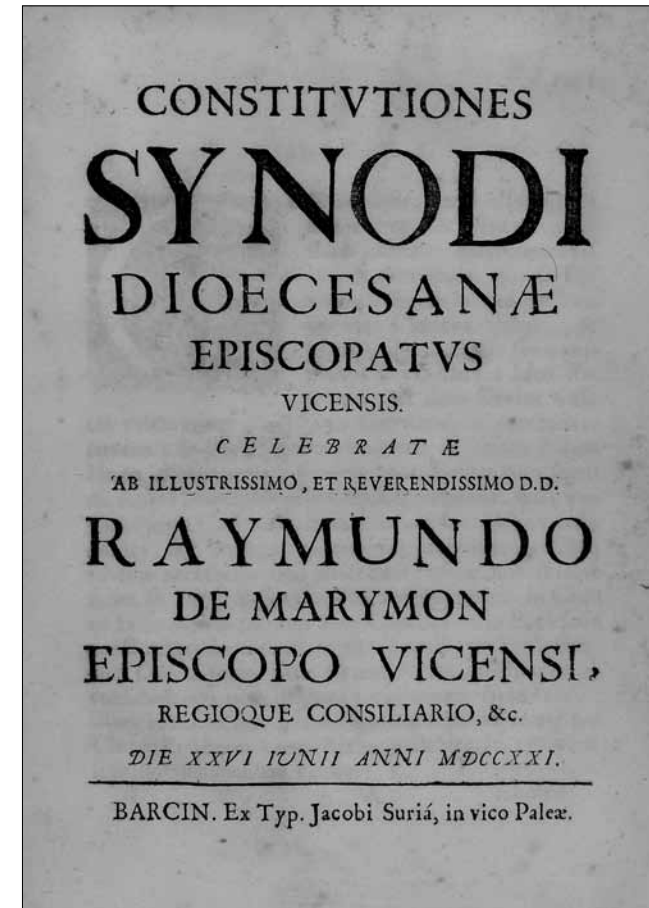 CONSTITVTIONES
SYNODI
DIOECESANÆ
EPISCOPATVS
VICENSIS.
CELEBRATÆ
AB ILLUSTRISSIMO, ET REVERENDISSIMO D.D.
RAYMUNDO
DE MARYMON
EPISCOPO VICENSI,
REGIOQUE CONSILIARIO, &c.
DIE XXVI IUNII ANNI MDCCXXI.
BARCIN. Ex Typ. Jacobi Suriá, in vico Paleæ.